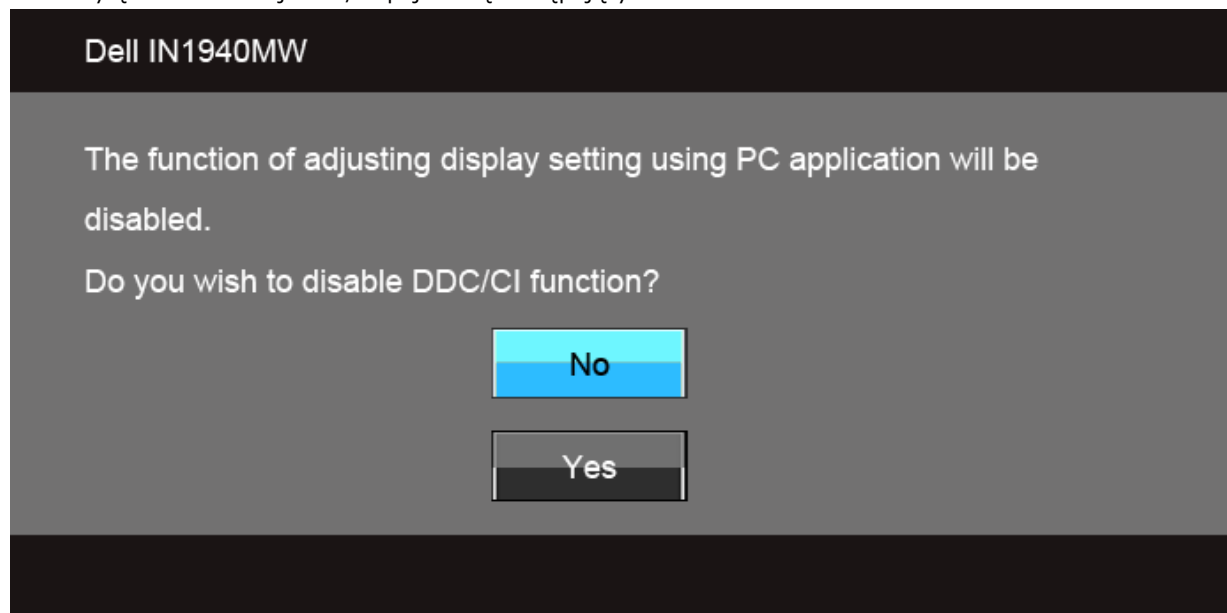 Dell IN1940MW
The function of adjusting display setting using PC application will be
disabled.
Do you wish to disable DDC/CI function?
No
Yes